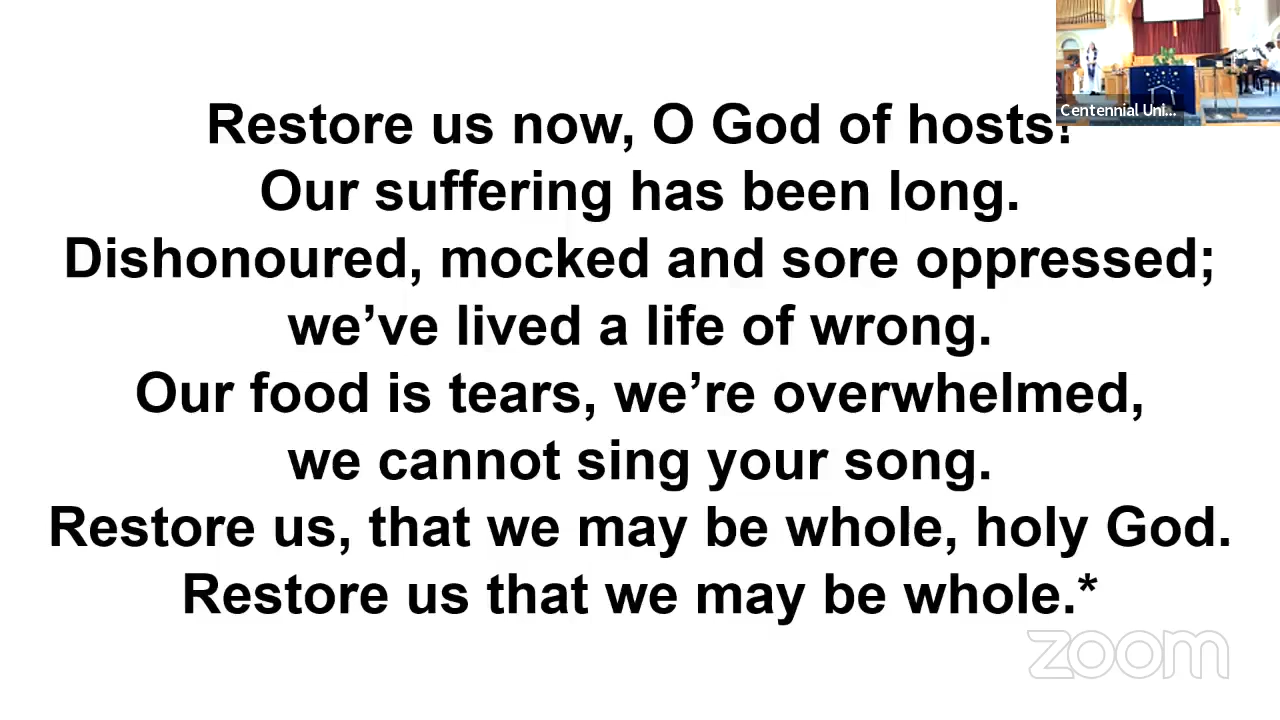 Restore us now, O God of hosts!
Our suffering has been long.
Dishonoured, mocked and sore oppressed;
we’ve lived a life of wrong.
Our food is tears, we’re overwhelmed,
we cannot sing your song.
Restore us, that we may be whole, holy God.
Restore us that we may be whole.*
Centennial Uni...
zoom